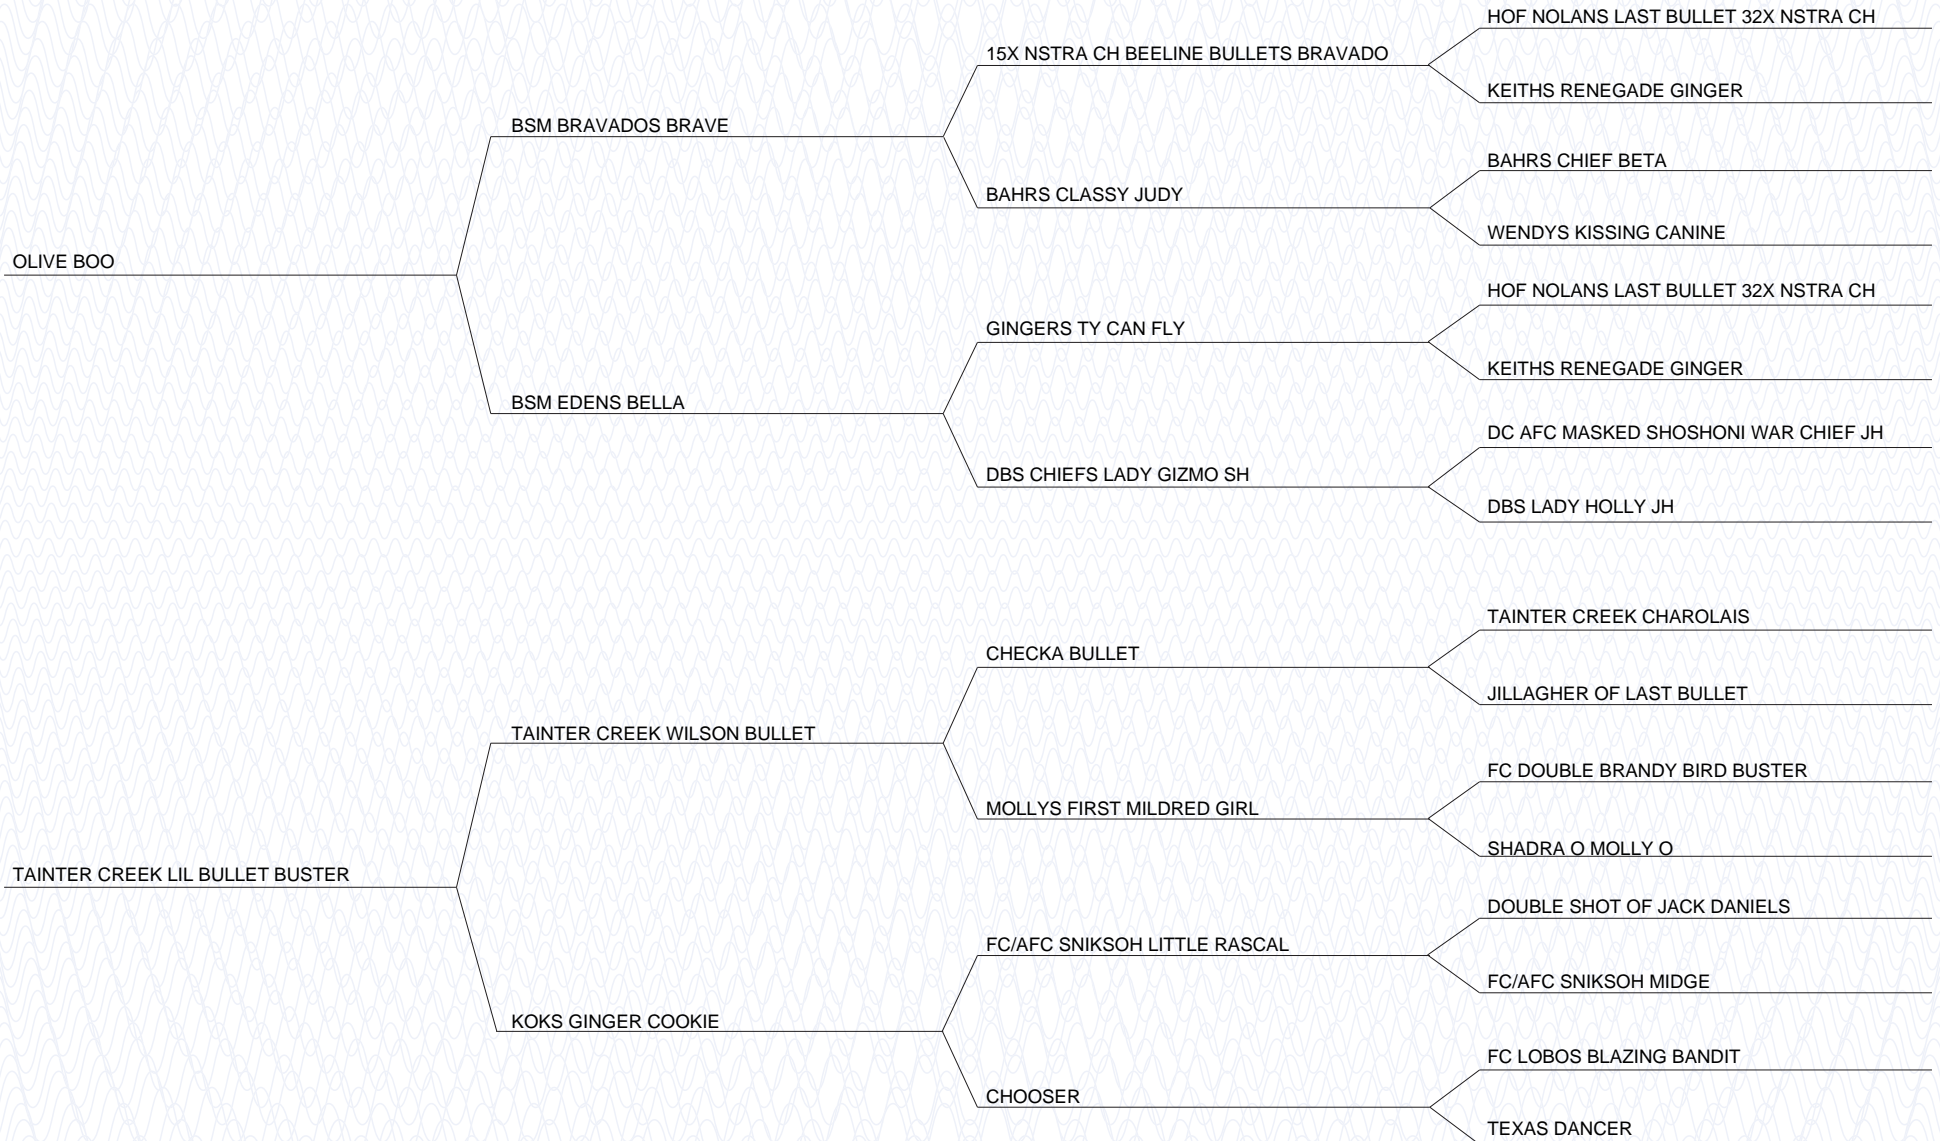 HOF NOLANS LAST BULLET 32X NSTRA CH
15X NSTRA CH BEELINE BULLETS BRAVADO
KEITHS RENEGADE GINGER
BSM BRAVADOS BRAVE
BAHRS CHIEF BETA
BAHRS CLASSY JUDY
WENDYS KISSING CANINE
OLIVE BOO
HOF NOLANS LAST BULLET 32X NSTRA CH
GINGERS TY CAN FLY
KEITHS RENEGADE GINGER
BSM EDENS BELLA
DC AFC MASKED SHOSHONI WAR CHIEF JH
DBS CHIEFS LADY GIZMO SH
DBS LADY HOLLY JH
TAINTER CREEK CHAROLAIS
CHECKA BULLET
JILLAGHER OF LAST BULLET
TAINTER CREEK WILSON BULLET
FC DOUBLE BRANDY BIRD BUSTER
MOLLYS FIRST MILDRED GIRL
SHADRA O MOLLY O
TAINTER CREEK LIL BULLET BUSTER
DOUBLE SHOT OF JACK DANIELS
FC/AFC SNIKSOH LITTLE RASCAL
FC/AFC SNIKSOH MIDGE
KOKS GINGER COOKIE
FC LOBOS BLAZING BANDIT
CHOOSER
TEXAS DANCER